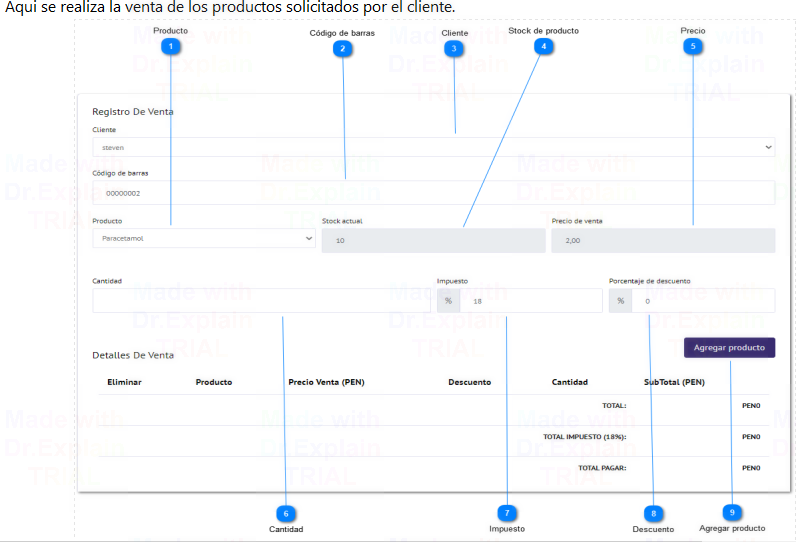 Aqui se realiza la venta de los productos solicitados por el cliente.
Producto
Código de barras
Cliente
Stock de producto
Precio
1
2
3
4
5
Registro De Venta
Cliente
steven
Código de barras
00000002
Producto
Stock actual
Precio de venta
Paracetamol
10
2,00
Cantidad
Impuesto
Porcentaje de descuento
% 18
% 0
Agregar producto
Detalles De Venta
Eliminar Producto Precio Venta (PEN) Descuento Cantidad SubTotal (PEN)
TOTAL: PEN0
TOTAL IMPUESTO (18%): PEN0
TOTAL PAGAR: PEN0
6
7
8
9
Cantidad
Impuesto
Descuento
Agregar producto
Made with
Dr.Explain
TRIAL